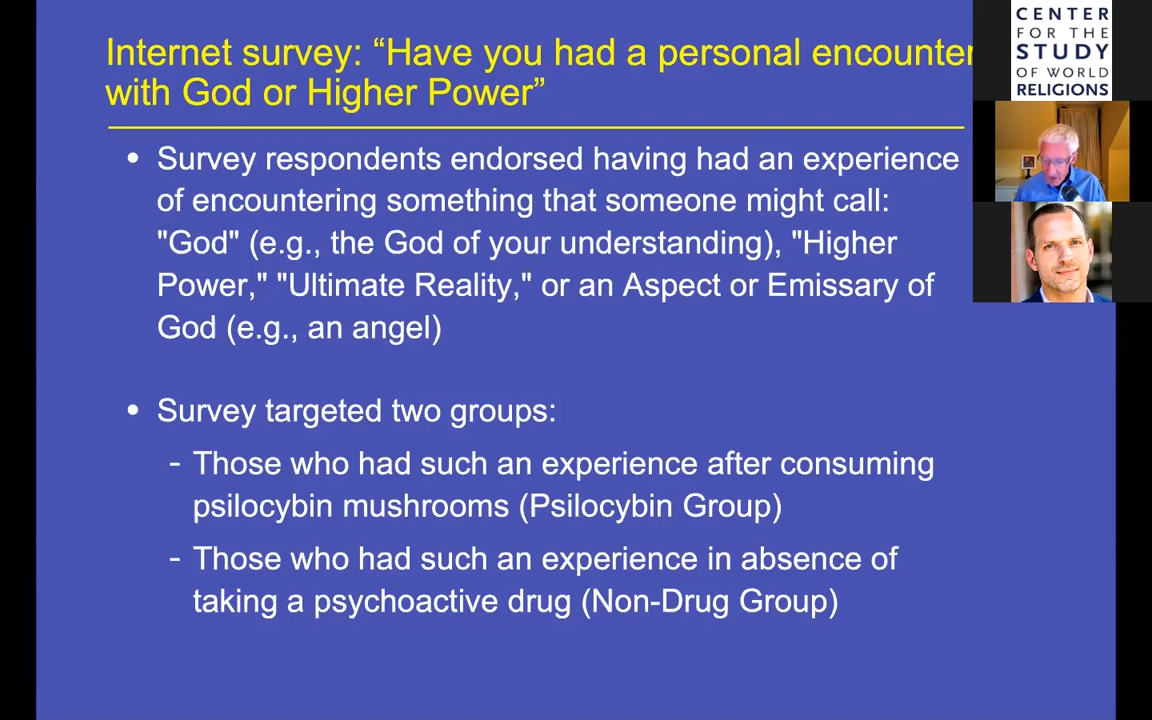 Internet survey: “Have you had a personal encounter
with God or Higher Power”
• Survey respondents endorsed having had an experience
of encountering something that someone might call:
"God" (e.g., the God of your understanding), "Higher
Power," "Ultimate Reality," or an Aspect or Emissary of
God (e.g., an angel)
• Survey targeted two groups:
- Those who had such an experience after consuming
psilocybin mushrooms (Psilocybin Group)
- Those who had such an experience in absence of
taking a psychoactive drug (Non-Drug Group)
CENTER
FOR THE
STUDY
OF WORLD
RELIGIONS